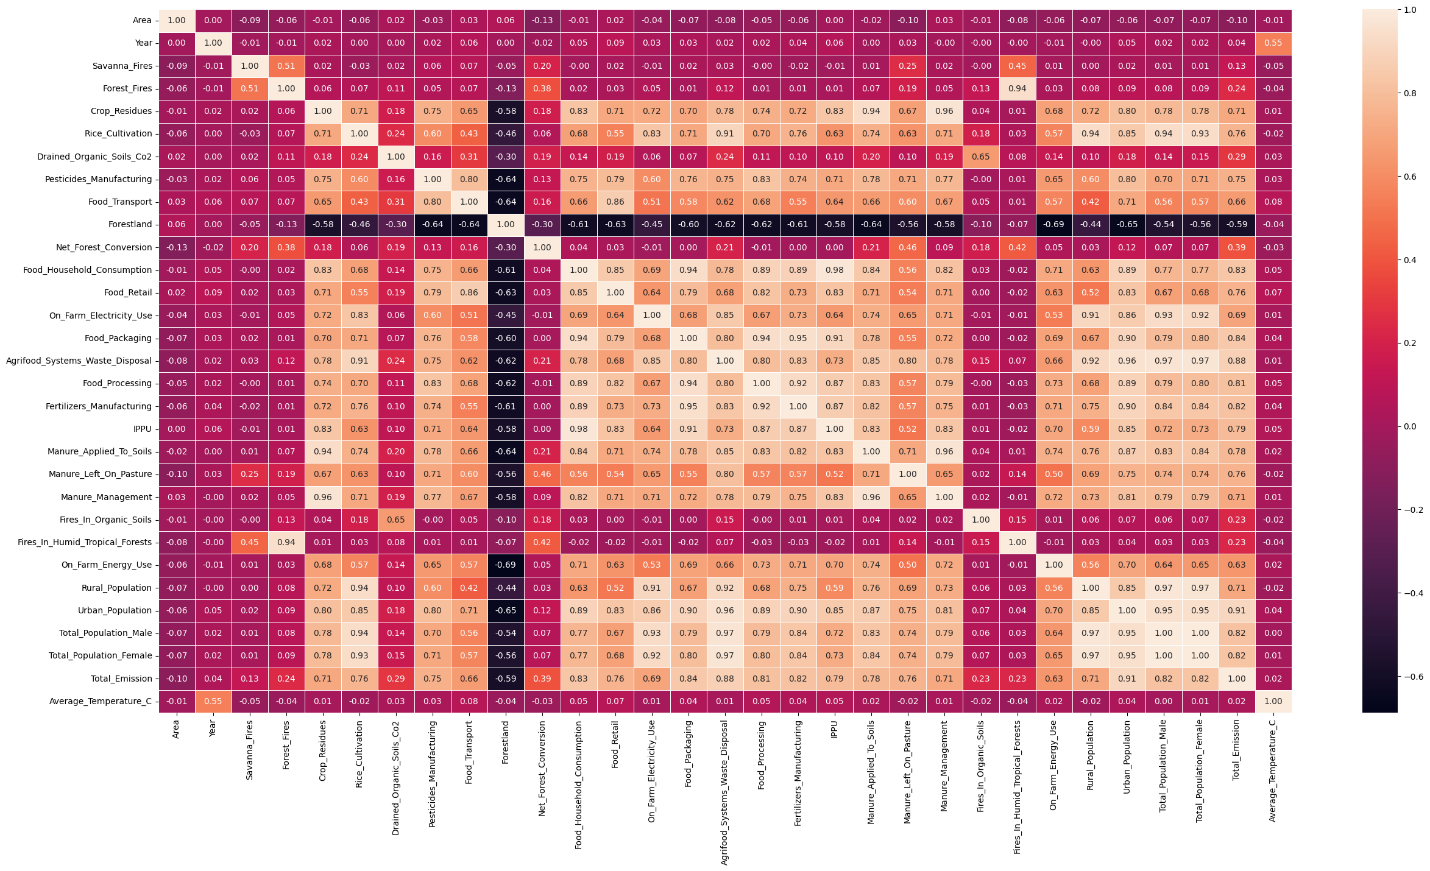 Area 1.00 0.00 -0.09 -0.06 -0.01 -0.06 0.02 -0.03 0.03 0.06 -0.13 -0.01 0.02 -0.04 -0.07 -0.08 -0.05 -0.06 0.00 -0.02 -0.10 0.03 -0.01 -0.08 -0.06 -0.07 -0.06 -0.07 -0.07 -0.10 -0.01
Year 0.00 1.00 -0.01 -0.01 0.02 0.00 0.00 0.02 0.06 0.00 -0.02 0.05 0.09 0.03 0.03 0.02 0.02 0.04 0.06 0.00 0.03 -0.00 -0.00 -0.00 -0.01 -0.00 0.05 0.02 0.02 0.04 0.55
Savanna_Fires -0.09 -0.01 1.00 0.51 0.02 -0.03 0.02 0.06 0.07 -0.05 0.20 -0.00 0.02 -0.01 0.02 0.03 -0.00 -0.02 -0.01 0.01 0.25 0.02 -0.00 0.45 0.01 0.00 0.02 0.01 0.01 0.13 -0.05
Forest_Fires -0.06 -0.01 0.51 1.00 0.06 0.07 0.11 0.05 0.07 -0.13 0.38 0.02 0.03 0.05 0.01 0.12 0.01 0.01 0.01 0.07 0.19 0.05 0.13 0.94 0.03 0.08 0.09 0.08 0.09 0.24 -0.04
Crop_Residues -0.01 0.02 0.02 0.06 1.00 0.71 0.18 0.75 0.65 -0.58 0.18 0.83 0.71 0.72 0.70 0.78 0.74 0.72 0.83 0.94 0.67 0.96 0.04 0.01 0.68 0.72 0.80 0.78 0.78 0.71 0.01
Rice_Cultivation -0.06 0.00 -0.03 0.07 0.71 1.00 0.24 0.60 0.43 -0.46 0.06 0.68 0.55 0.83 0.71 0.91 0.70 0.76 0.63 0.74 0.63 0.71 0.18 0.03 0.57 0.94 0.85 0.94 0.93 0.76 -0.02
Drained_Organic_Soils_Co2 0.02 0.00 0.02 0.11 0.18 0.24 1.00 0.16 0.31 -0.30 0.19 0.14 0.19 0.06 0.07 0.24 0.11 0.10 0.10 0.20 0.10 0.19 0.65 0.08 0.14 0.10 0.18 0.14 0.15 0.29 0.03
Pesticides_Manufacturing -0.03 0.02 0.06 0.05 0.75 0.60 0.16 1.00 0.80 -0.64 0.13 0.75 0.79 0.60 0.76 0.75 0.83 0.74 0.71 0.78 0.71 0.77 -0.00 0.01 0.65 0.60 0.80 0.70 0.71 0.75 0.03
Food_Transport 0.03 0.06 0.07 0.07 0.65 0.43 0.31 0.80 1.00 -0.64 0.16 0.66 0.86 0.51 0.58 0.62 0.68 0.55 0.64 0.66 0.60 0.67 0.05 0.01 0.57 0.42 0.71 0.56 0.57 0.66 0.08
Forestland 0.06 0.00 -0.05 -0.13 -0.58 -0.46 -0.30 -0.64 -0.64 1.00 -0.30 -0.61 -0.63 -0.45 -0.60 -0.62 -0.62 -0.61 -0.58 -0.64 -0.56 -0.58 -0.10 -0.07 -0.69 -0.44 -0.65 -0.54 -0.56 -0.59 -0.04
Net_Forest_Conversion -0.13 -0.02 0.20 0.38 0.18 0.06 0.19 0.13 0.16 -0.30 1.00 0.04 0.03 -0.01 0.00 0.21 -0.01 0.00 0.00 0.21 0.46 0.09 0.18 0.42 0.05 0.03 0.12 0.07 0.07 0.39 -0.03
Food_Household_Consumption -0.01 0.05 -0.00 0.02 0.83 0.68 0.14 0.75 0.66 -0.61 0.04 1.00 0.85 0.69 0.94 0.78 0.89 0.89 0.98 0.84 0.56 0.82 0.03 -0.02 0.71 0.63 0.89 0.77 0.77 0.83 0.05
Food_Retail 0.02 0.09 0.02 0.03 0.71 0.55 0.19 0.79 0.86 -0.63 0.03 0.85 1.00 0.64 0.79 0.68 0.82 0.73 0.83 0.71 0.54 0.71 0.00 -0.02 0.63 0.52 0.83 0.67 0.68 0.76 0.07
On_Farm_Electricity_Use -0.04 0.03 -0.01 0.05 0.72 0.83 0.06 0.60 0.51 -0.45 -0.01 0.69 0.64 1.00 0.68 0.85 0.67 0.73 0.64 0.74 0.65 0.71 -0.01 -0.01 0.53 0.91 0.86 0.93 0.92 0.69 0.01
Food_Packaging -0.07 0.03 0.02 0.01 0.70 0.71 0.07 0.76 0.58 -0.60 0.00 0.94 0.79 0.68 1.00 0.80 0.94 0.95 0.91 0.78 0.55 0.72 0.00 -0.02 0.69 0.67 0.90 0.79 0.80 0.84 0.04
Agrifood_Systems_Waste_Disposal -0.08 0.02 0.03 0.12 0.78 0.91 0.24 0.75 0.62 -0.62 0.21 0.78 0.68 0.85 0.80 1.00 0.80 0.83 0.73 0.85 0.80 0.78 0.15 0.07 0.66 0.92 0.96 0.97 0.97 0.88 0.01
Food_Processing -0.05 0.02 -0.00 0.01 0.74 0.70 0.11 0.83 0.68 -0.62 -0.01 0.89 0.82 0.67 0.94 0.80 1.00 0.92 0.87 0.83 0.57 0.79 -0.00 -0.03 0.73 0.68 0.89 0.79 0.80 0.81 0.05
Fertilizers_Manufacturing -0.06 0.04 -0.02 0.01 0.72 0.76 0.10 0.74 0.55 -0.61 0.00 0.89 0.73 0.73 0.95 0.83 0.92 1.00 0.87 0.82 0.57 0.75 0.01 -0.03 0.71 0.75 0.90 0.84 0.84 0.82 0.04
IPPU 0.00 0.06 -0.01 0.01 0.83 0.63 0.10 0.71 0.64 -0.58 0.00 0.98 0.83 0.64 0.91 0.73 0.87 0.87 1.00 0.83 0.52 0.83 0.01 -0.02 0.70 0.59 0.85 0.72 0.73 0.79 0.05
Manure_Applied_To_Soils -0.02 0.00 0.01 0.07 0.94 0.74 0.20 0.78 0.66 -0.64 0.21 0.84 0.71 0.74 0.78 0.85 0.83 0.82 0.83 1.00 0.71 0.96 0.04 0.01 0.74 0.76 0.87 0.83 0.84 0.78 0.02
Manure_Left_On_Pasture -0.10 0.03 0.25 0.19 0.67 0.63 0.10 0.71 0.60 -0.56 0.46 0.56 0.54 0.65 0.55 0.80 0.57 0.57 0.52 0.71 1.00 0.65 0.02 0.14 0.50 0.69 0.75 0.74 0.74 0.76 -0.02
Manure_Management 0.03 -0.00 0.02 0.05 0.96 0.71 0.19 0.77 0.67 -0.58 0.09 0.82 0.71 0.71 0.72 0.78 0.79 0.75 0.83 0.96 0.65 1.00 0.02 -0.01 0.72 0.73 0.81 0.79 0.79 0.71 0.01
Fires_In_Organic_Soils -0.01 -0.00 -0.00 0.13 0.04 0.18 0.65 -0.00 0.05 -0.10 0.18 0.03 0.00 -0.01 0.00 0.15 -0.00 0.01 0.01 0.04 0.02 0.02 1.00 0.15 0.01 0.06 0.07 0.06 0.07 0.23 -0.02
Fires_In_Humid_Tropical_Forests -0.08 -0.00 0.45 0.94 0.01 0.03 0.08 0.01 0.01 -0.07 0.42 -0.02 -0.02 -0.01 -0.02 0.07 -0.03 -0.03 -0.02 0.01 0.14 -0.01 0.15 1.00 -0.01 0.03 0.04 0.03 0.03 0.23 -0.04
On_Farm_Energy_Use -0.06 -0.01 0.01 0.03 0.68 0.57 0.14 0.65 0.57 -0.69 0.05 0.71 0.63 0.53 0.69 0.66 0.73 0.71 0.70 0.74 0.50 0.72 0.01 -0.01 1.00 0.56 0.70 0.64 0.65 0.63 0.02
Rural_Population -0.07 -0.00 0.00 0.08 0.72 0.94 0.10 0.60 0.42 -0.44 0.03 0.63 0.52 0.91 0.67 0.92 0.68 0.75 0.59 0.76 0.69 0.73 0.06 0.03 0.56 1.00 0.85 0.97 0.97 0.71 -0.02
Urban_Population -0.06 0.05 0.02 0.09 0.80 0.85 0.18 0.80 0.71 -0.65 0.12 0.89 0.83 0.86 0.90 0.96 0.89 0.90 0.85 0.87 0.75 0.81 0.07 0.04 0.70 0.85 1.00 0.95 0.95 0.91 0.04
Total_Population_Male -0.07 0.02 0.01 0.08 0.78 0.94 0.14 0.70 0.56 -0.54 0.07 0.77 0.67 0.93 0.79 0.97 0.79 0.84 0.72 0.83 0.74 0.79 0.06 0.03 0.64 0.97 0.95 1.00 1.00 0.82 0.00
Total_Population_Female -0.07 0.02 0.01 0.09 0.78 0.93 0.15 0.71 0.57 -0.56 0.07 0.77 0.68 0.92 0.80 0.97 0.80 0.84 0.73 0.84 0.74 0.79 0.07 0.03 0.65 0.97 0.95 1.00 1.00 0.82 0.01
Total_Emission -0.10 0.04 0.13 0.24 0.71 0.76 0.29 0.75 0.66 -0.59 0.39 0.83 0.76 0.69 0.84 0.88 0.81 0.82 0.79 0.78 0.76 0.71 0.23 0.23 0.63 0.71 0.91 0.82 0.82 1.00 0.02
Average_Temperature_C -0.01 0.55 -0.05 -0.04 0.01 -0.02 0.03 0.03 0.08 -0.04 -0.03 0.05 0.07 0.01 0.04 0.01 0.05 0.04 0.05 0.02 -0.02 0.01 -0.02 -0.04 0.02 -0.02 0.04 0.00 0.01 0.02 1.00
Area
Year
Savanna_Fires
Forest_Fires
Crop_Residues
Rice_Cultivation
Drained_Organic_Soils_Co2
Pesticides_Manufacturing
Food_Transport
Forestland
Net_Forest_Conversion
Food_Household_Consumption
Food_Retail
On_Farm_Electricity_Use
Food_Packaging
Agrifood_Systems_Waste_Disposal
Food_Processing
Fertilizers_Manufacturing
IPPU
Manure_Applied_To_Soils
Manure_Left_On_Pasture
Manure_Management
Fires_In_Organic_Soils
Fires_In_Humid_Tropical_Forests
On_Farm_Energy_Use
Rural_Population
Urban_Population
Total_Population_Male
Total_Population_Female
Total_Emission
Average_Temperature_C
1.0
0.8
0.6
0.4
0.2
0.0
−0.2
−0.4
−0.6